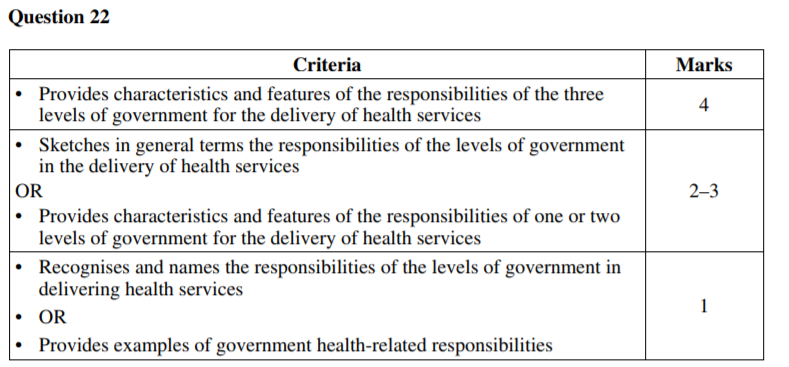 Question 22
Criteria
Marks
• Provides characteristics and features of the responsibilities of the three
levels of government for the delivery of health services
4
• Sketches in general terms the responsibilities of the levels of government
in the delivery of health services
OR
• Provides characteristics and features of the responsibilities of one or two
levels of government for the delivery of health services
2–3
• Recognises and names the responsibilities of the levels of government in
delivering health services
• OR
• Provides examples of government health-related responsibilities
1